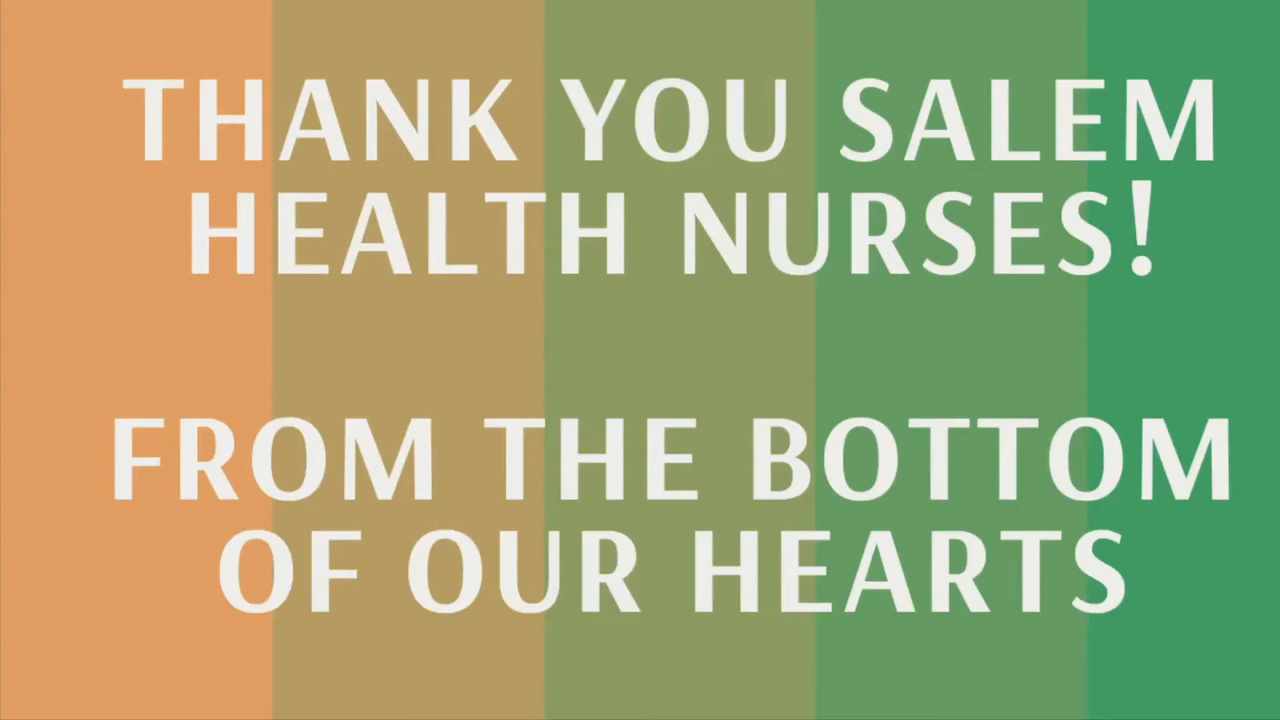 THANK YOU SALEM
HEALTH NURSES!
FROM THE BOTTOM
OF OUR HEARTS